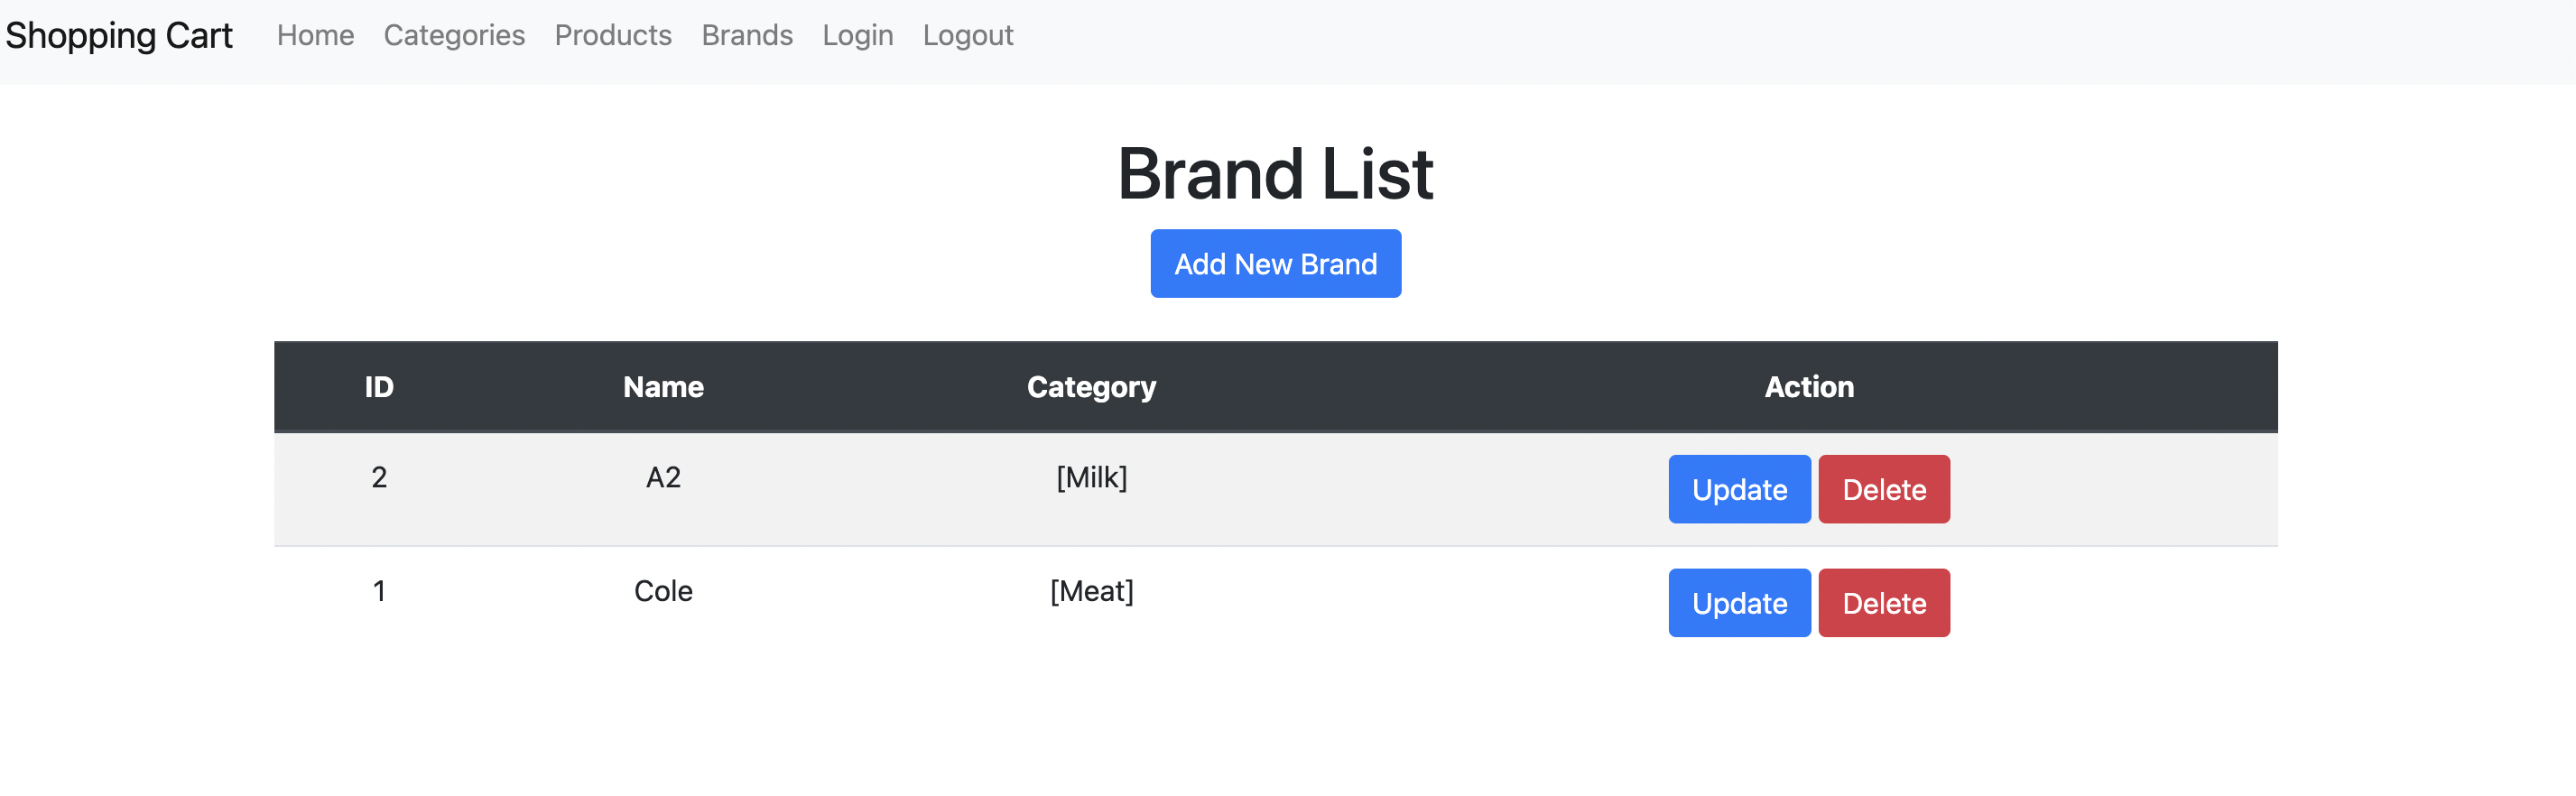 Shopping Cart Home Categories Products Brands Login Logout
Brand List
Add New Brand
ID Name Category Action
2 A2 [Milk] Update Delete
1 Cole [Meat] Update Delete